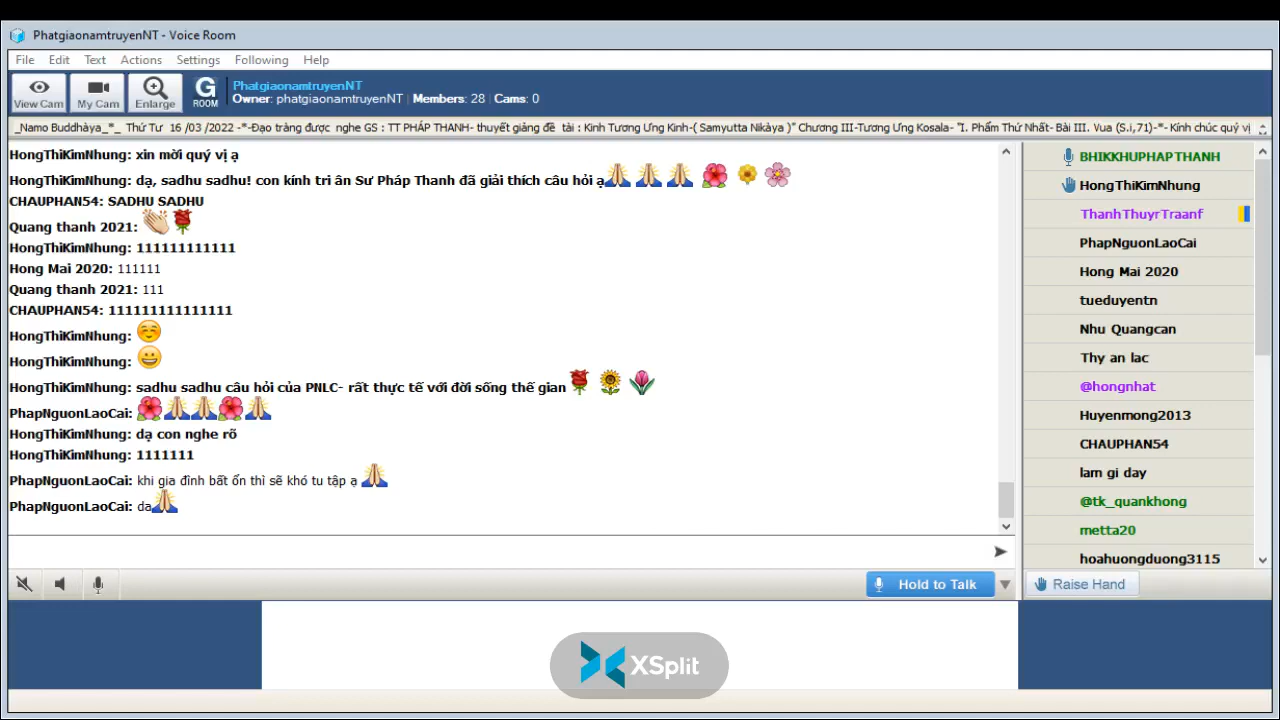 PhatgiaonamtruyenNT - Voice Room
File Edit Text Actions Settings Following Help
View Cam My Cam Enlarge G ROOM
PhatgiaonamtruyenNT
Owner: phatgiaonamtruyenNT | Members: 28 | Cams: 0
_Namo Buddhàya_*_ Thứ Tư 16 /03 /2022 -*-Đạo tràng được nghe GS : TT PHÁP THANH- thuyết giảng đề tài : Kinh Tương Ưng Kinh-( Samyutta Nikàya )" Chương III-Tương Ưng Kosala- "I. Phẩm Thứ Nhất- Bài III. Vua (S.i,71)-*- Kính chúc quý vị
HongThiKimNhung: xin mời quý vị ạ
HongThiKimNhung: dạ, sadhu sadhu! con kính tri ân Sư Pháp Thanh đã giải thích câu hỏi ạ🙏🙏🙏🌺🌼🌸
CHAUPHAN54: SADHU SADHU
Quang thanh 2021: 👏🌹
HongThiKimNhung: 111111111111
Hong Mai 2020: 111111
Quang thanh 2021: 111
CHAUPHAN54: 111111111111111
HongThiKimNhung: ☺️
HongThiKimNhung: 😀
HongThiKimNhung: sadhu sadhu câu hỏi của PNLC- rất thực tế với đời sống thế gian🌹🌻🌷
PhapNguonLaoCai: 🌺🙏🙏🌺🙏
HongThiKimNhung: dạ con nghe rõ
HongThiKimNhung: 1111111
PhapNguonLaoCai: khi gia đình bất ổn thì sẽ khó tu tập ạ 🙏
PhapNguonLaoCai: da🙏
BHIKKHUPHAPTHANH
HongThiKimNhung
ThanhThuyrTraanf
PhapNguonLaoCai
Hong Mai 2020
tueduyentn
Nhu Quangcan
Thy an lac
@hongnhat
Huyenmong2013
CHAUPHAN54
lam gi day
@tk_quankhong
metta20
hoahuongduong3115
Hold to Talk
Raise Hand
XSplit